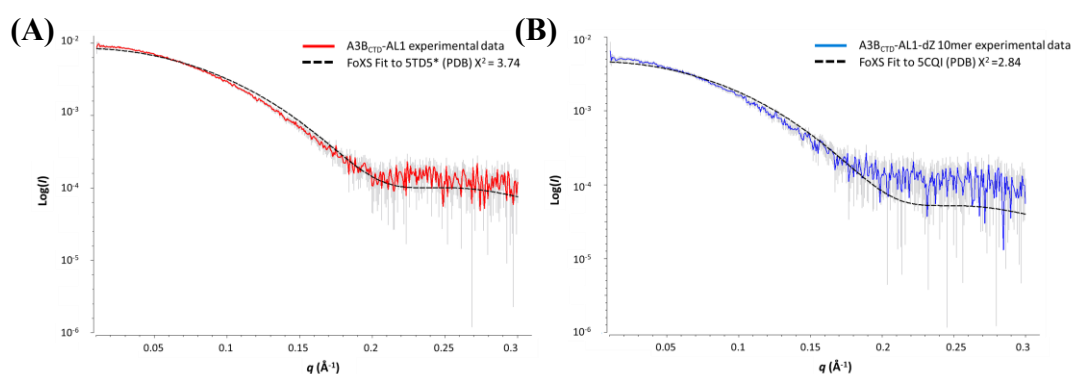 (A)
A3BCTD-AL1 experimental data
FoXS Fit to 5TD5* (PDB) X² = 3.74
Log(I)
10⁻²
10⁻³
10⁻⁴
10⁻⁵
10⁻⁶
0.05
0.1
0.15
0.2
0.25
0.3
q (Å⁻¹)
(B)
A3BCTD-AL1-dZ 10mer experimental data
FoXS Fit to 5CQI (PDB) X² =2.84
Log(I)
10⁻²
10⁻³
10⁻⁴
10⁻⁵
10⁻⁶
0.05
0.1
0.15
0.2
0.25
0.3
q (Å⁻¹)